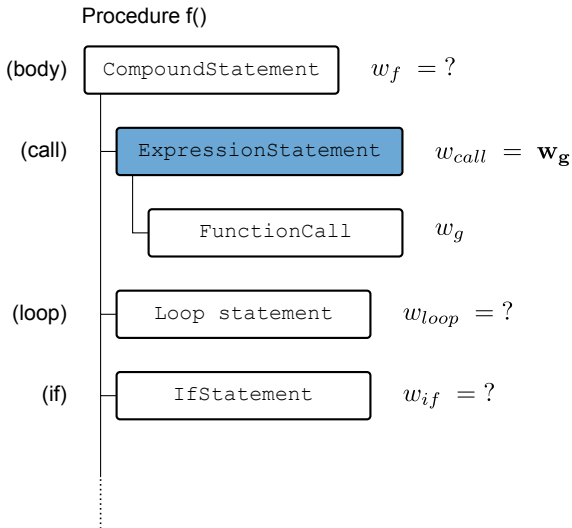 Procedure f()
(body) CompoundStatement w_f = ?
(call) ExpressionStatement w_call = w_g
FunctionCall w_g
(loop) Loop statement w_loop = ?
(if) IfStatement w_if = ?